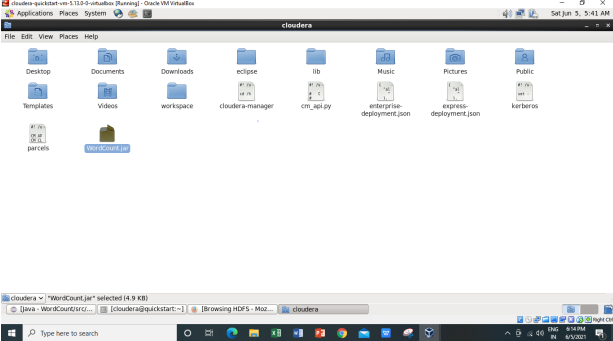 cloudera-quickstart-vm-5.13.0-0-virtualbox [Running] - Oracle VM VirtualBox
Applications Places System
Sat Jun 5, 5:41 AM
cloudera
File Edit View Places Help
Desktop Documents Downloads eclipse lib Music Pictures Public
Templates Videos workspace cloudera-manager cm_api.py enterprise-deployment.json express-deployment.json kerberos
parcels WordCount.jar
cloudera "WordCount.jar" selected (4.9 KB)
[Java - WordCount/src/... [cloudera@quickstart:~] [Browsing HDFS - Moz... cloudera
Right Ctrl
Type here to search
ENG 6:14 PM
IN 6/5/2021